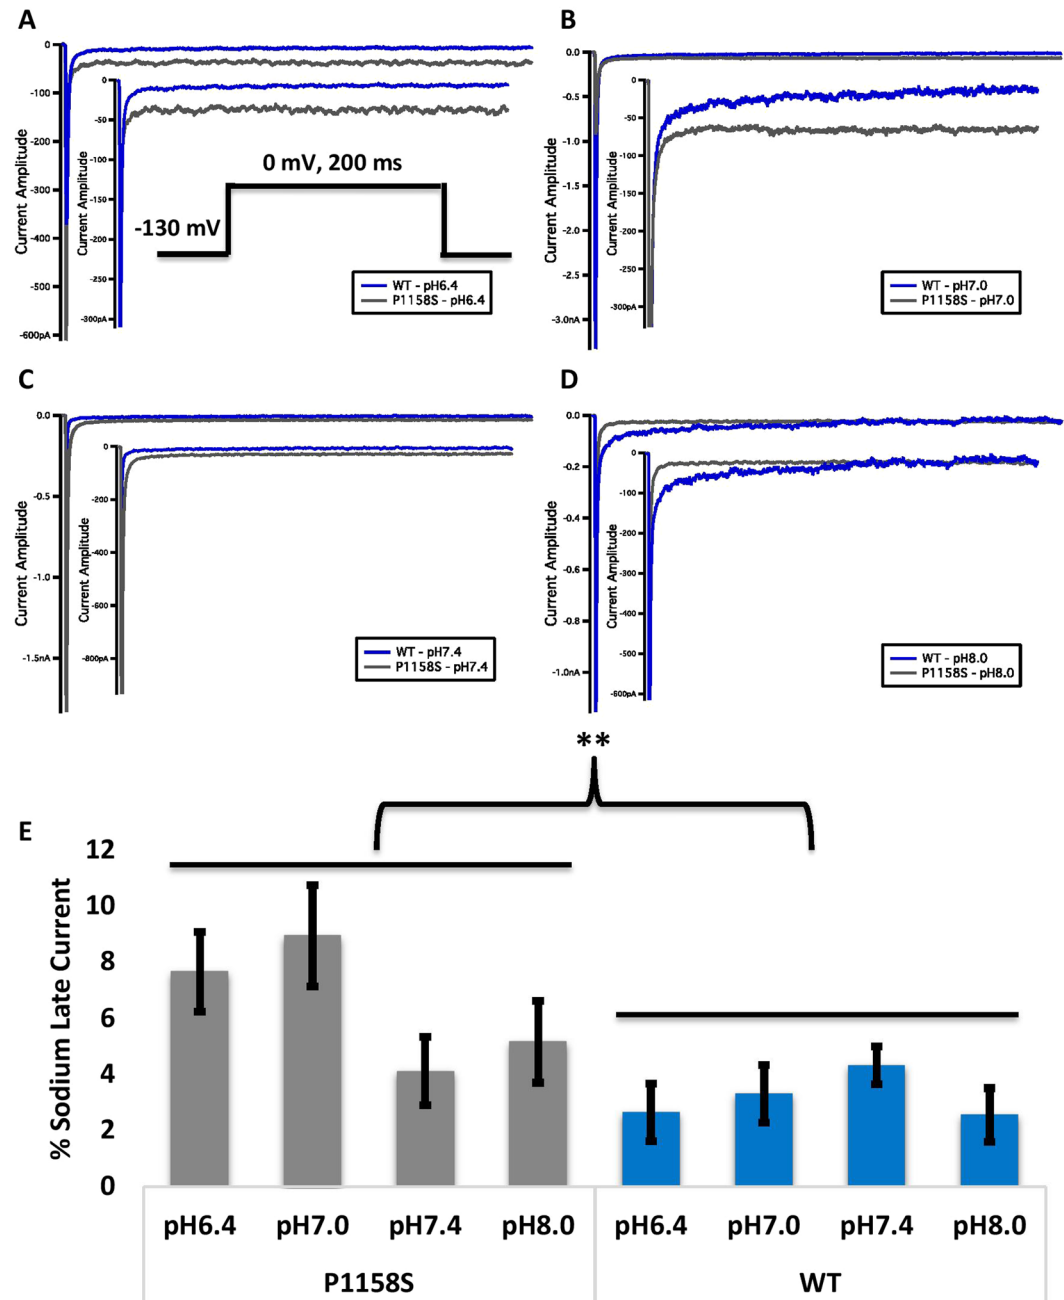 A
0
-100
-200
-300
-400
-500
-600pA
Current Amplitude
0
-50
-100
-150
-200
-250
-300pA
Current Amplitude
0 mV, 200 ms
-130 mV
WT - pH6.4
P1158S - pH6.4
B
0.0
-0.5
-1.0
-1.5
-2.0
-2.5
-3.0nA
Current Amplitude
0
-50
-100
-150
-200
-250
-300pA
Current Amplitude
WT - pH7.0
P1158S - pH7.0
C
0.0
-0.5
-1.0
-1.5nA
Current Amplitude
0
-200
-400
-600
-800pA
Current Amplitude
WT - pH7.4
P1158S - pH7.4
D
0.0
-0.2
-0.4
-0.6
-0.8
-1.0nA
Current Amplitude
0
-100
-200
-300
-400
-500
-600pA
Current Amplitude
WT - pH8.0
P1158S - pH8.0
**
E
12
10
8
6
4
2
0
% Sodium Late Current
pH6.4 pH7.0 pH7.4 pH8.0 pH6.4 pH7.0 pH7.4 pH8.0
P1158S WT